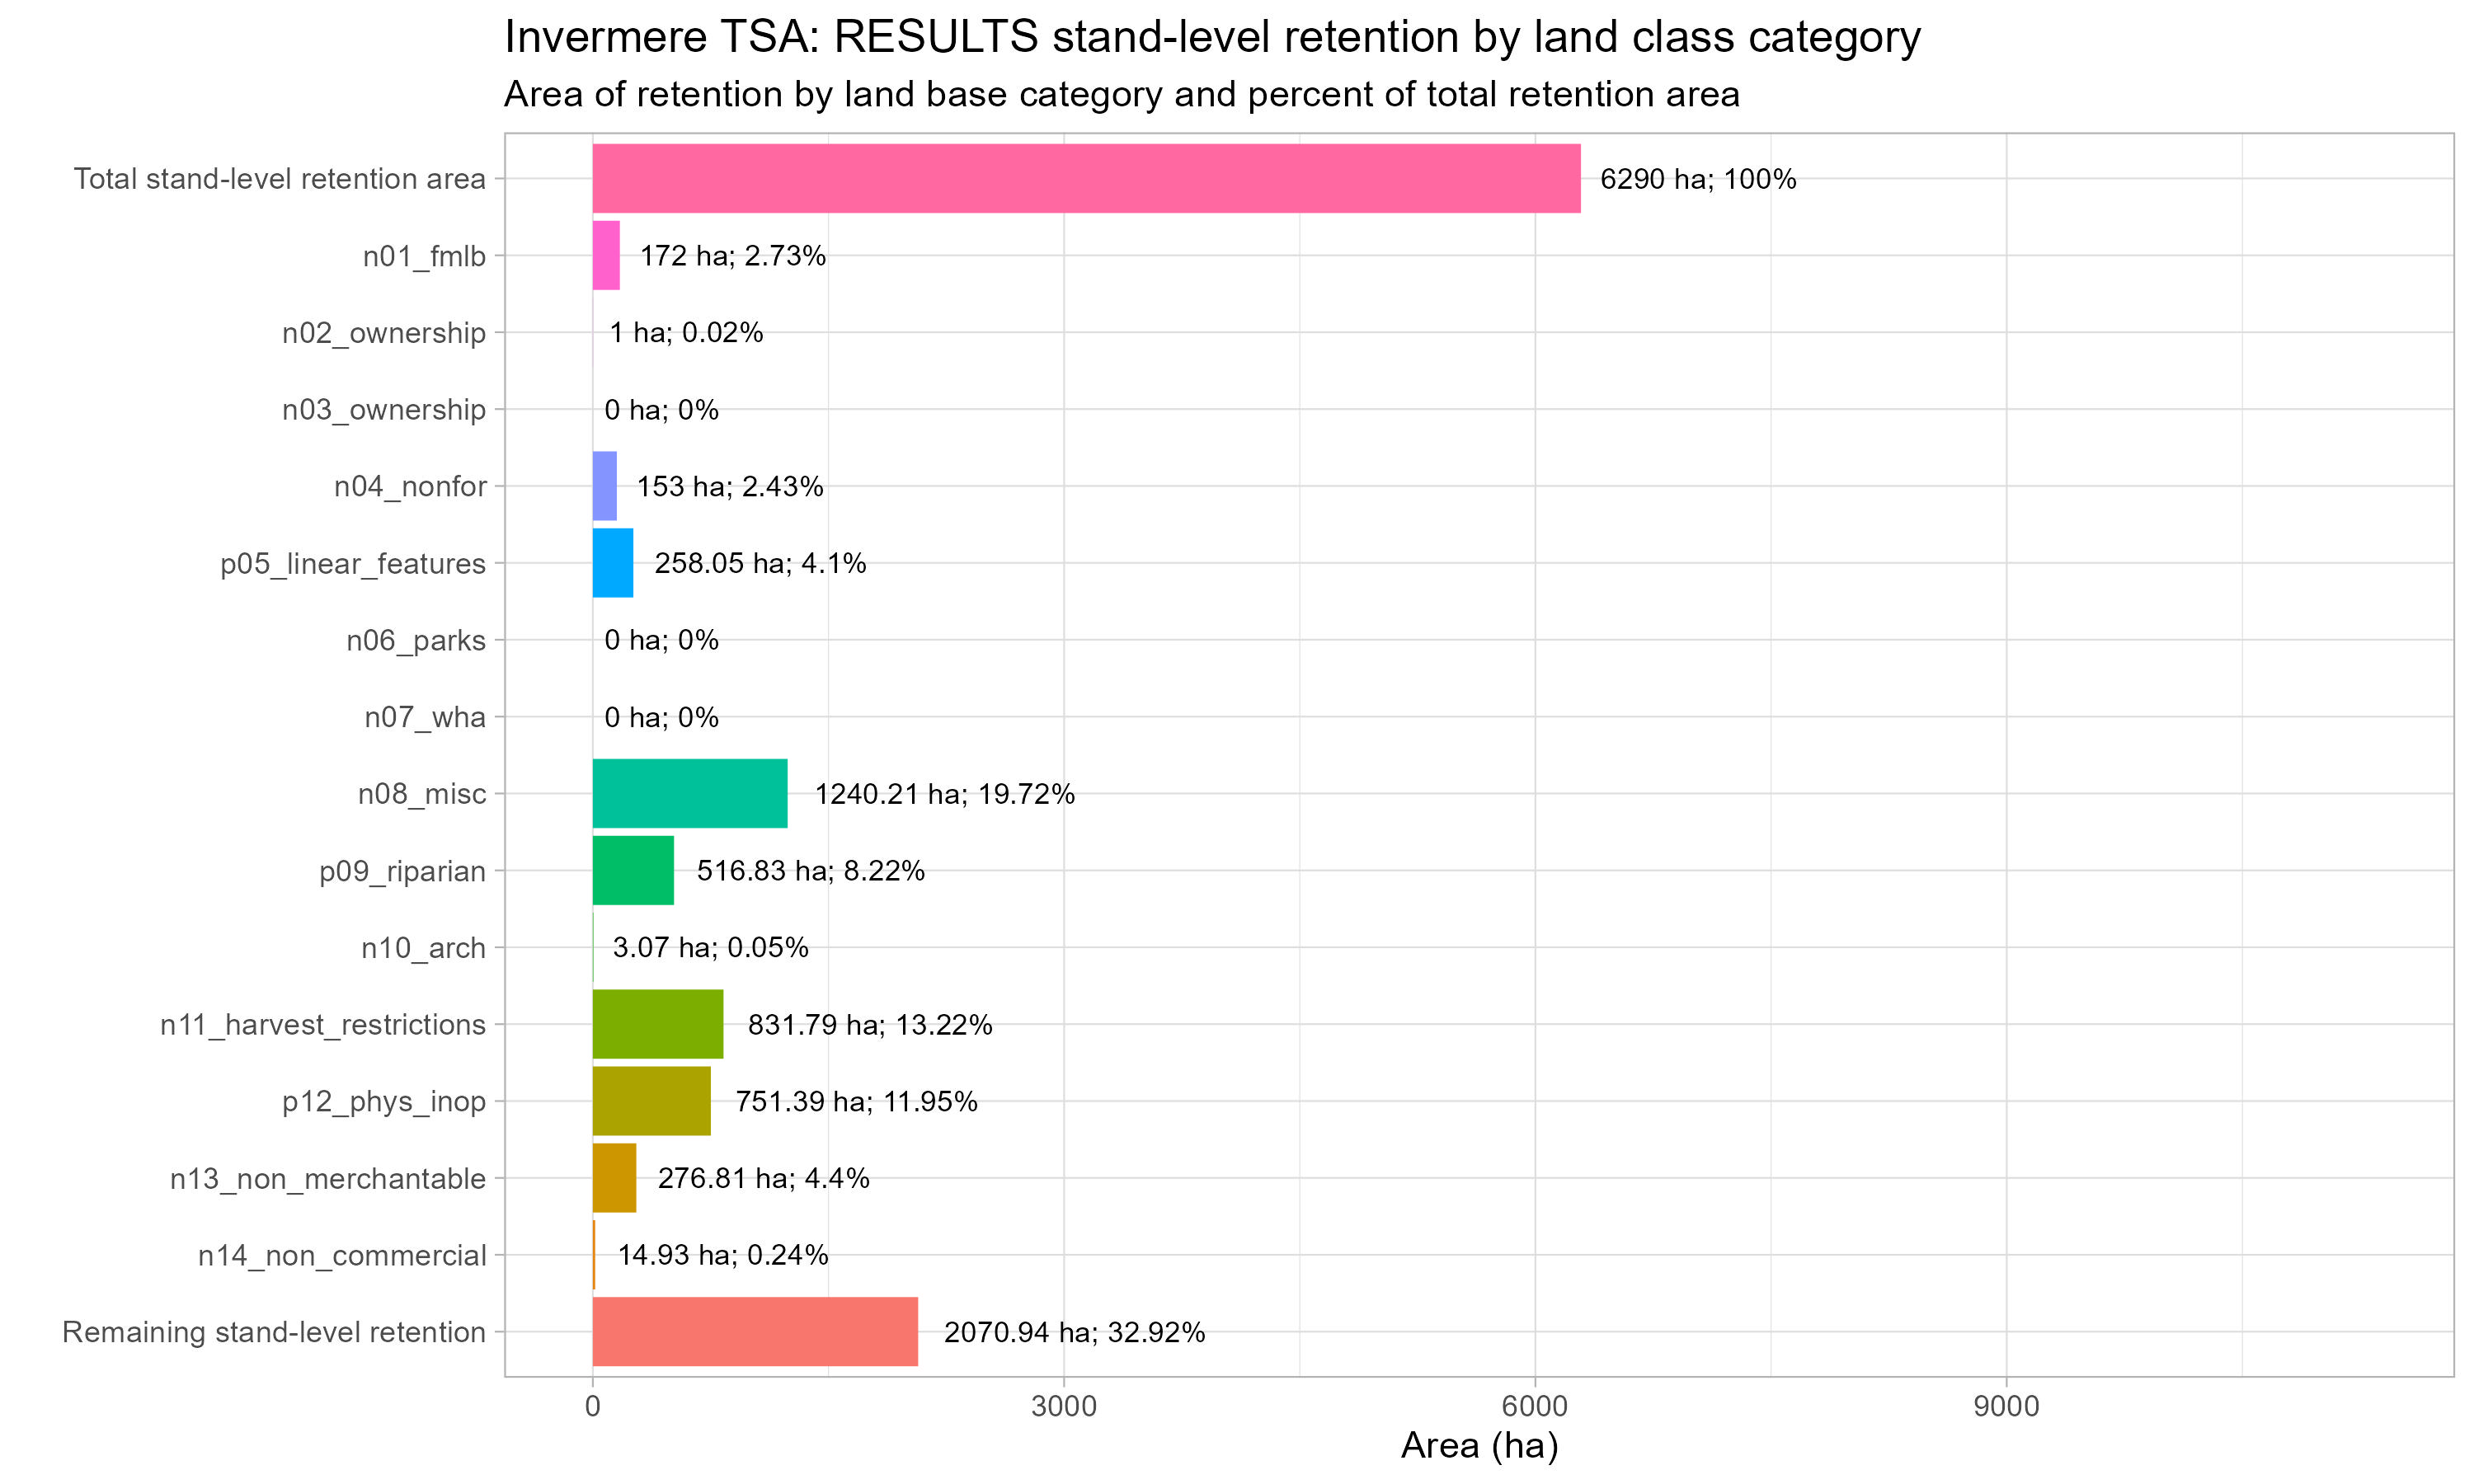 Invermere TSA: RESULTS stand-level retention by land class category
Area of retention by land base category and percent of total retention area
Total stand-level retention area 6290 ha; 100%
n01_fmlb 172 ha; 2.73%
n02_ownership 1 ha; 0.02%
n03_ownership 0 ha; 0%
n04_nonfor 153 ha; 2.43%
p05_linear_features 258.05 ha; 4.1%
n06_parks 0 ha; 0%
n07_wha 0 ha; 0%
n08_misc 1240.21 ha; 19.72%
p09_riparian 516.83 ha; 8.22%
n10_arch 3.07 ha; 0.05%
n11_harvest_restrictions 831.79 ha; 13.22%
p12_phys_inop 751.39 ha; 11.95%
n13_non_merchantable 276.81 ha; 4.4%
n14_non_commercial 14.93 ha; 0.24%
Remaining stand-level retention 2070.94 ha; 32.92%
0 3000 6000 9000
Area (ha)